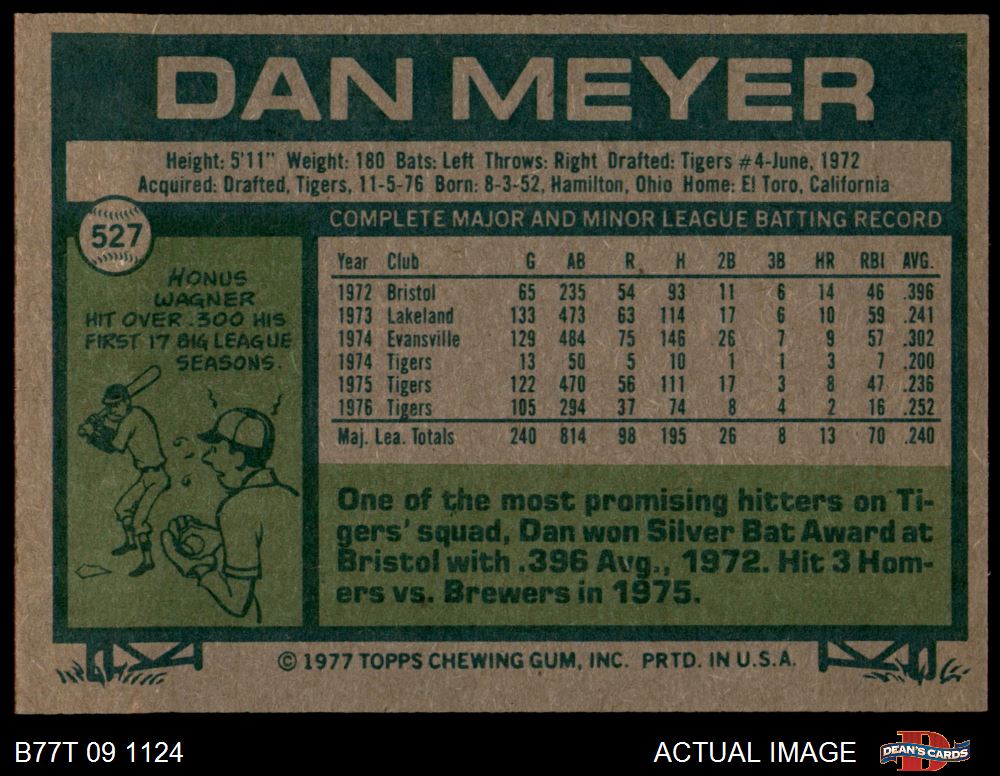 DAN MEYER
Height: 5'11" Weight: 180 Bats: Left Throws: Right Drafted: Tigers #4-June, 1972
Acquired: Drafted, Tigers, 11-5-76 Born: 8-3-52, Hamilton, Ohio Home: El Toro, California
527
HONUS
WAGNER
HIT OVER .300 HIS
FIRST 17 BIG LEAGUE
SEASONS.
COMPLETE MAJOR AND MINOR LEAGUE BATTING RECORD
Year Club G AB R H 2B 3B HR RBI AVG.
1972 Bristol 65 235 54 93 11 6 14 46 .396
1973 Lakeland 133 473 63 114 17 6 10 59 .241
1974 Evansville 129 484 75 146 26 7 9 57 .302
1974 Tigers 13 50 5 10 1 1 3 7 .200
1975 Tigers 122 470 56 111 17 3 8 47 .236
1976 Tigers 105 294 37 74 8 4 2 16 .252
Maj. Lea. Totals 240 814 98 195 26 8 13 70 .240
One of the most promising hitters on Ti-
gers' squad, Dan won Silver Bat Award at
Bristol with .396 Avg., 1972. Hit 3 Hom-
ers vs. Brewers in 1975.
© 1977 TOPPS CHEWING GUM, INC. PRTD. IN U.S.A.
B77T 09 1124
ACTUAL IMAGE
D
DEAN'S CARDS